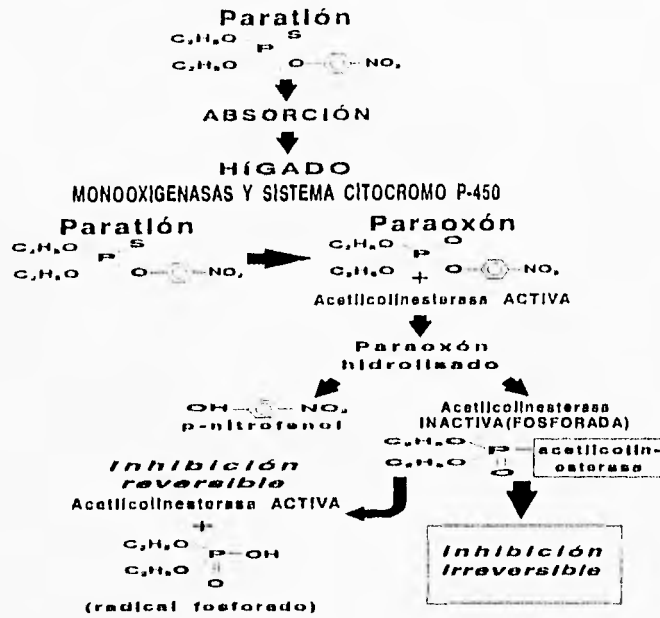 Paratión
C₂H₅O S
P
C₂H₅O O NO₂
ABSORCIÓN
HÍGADO
MONOOXIGENASAS Y SISTEMA CITOCROMO P-450
Paratión
C₂H₅O S
P
C₂H₅O O NO₂
Paraoxón
C₂H₅O O
P
C₂H₅O + O NO₂
Acetilcolinesterasa ACTIVA
Paraoxón
hidrolisado
OH NO₂
p-nitrofenol
Acetilcolinesterasa
INACTIVA(FOSFORADA)
C₂H₅O
P acetilcolin-
C₂H₅O O esterasa
Inhibición
reversible
Acetilcolinesterasa ACTIVA
+
C₂H₅O
P—OH
C₂H₅O O
(radical fosforado)
Inhibición
irreversible